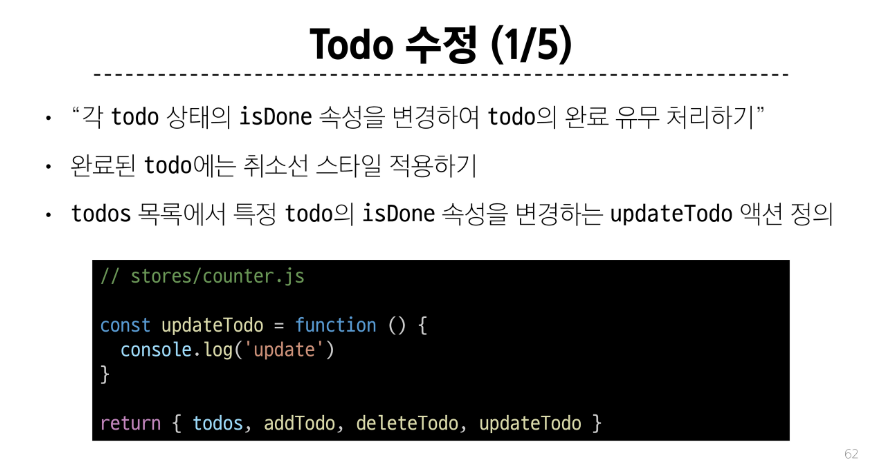 Todo 수정 (1/5)
• “각 todo 상태의 isDone 속성을 변경하여 todo의 완료 유무 처리하기”
• 완료된 todo에는 취소선 스타일 적용하기
• todos 목록에서 특정 todo의 isDone 속성을 변경하는 updateTodo 액션 정의
// stores/counter.js
const updateTodo = function () {
  console.log('update')
}
return { todos, addTodo, deleteTodo, updateTodo }
62